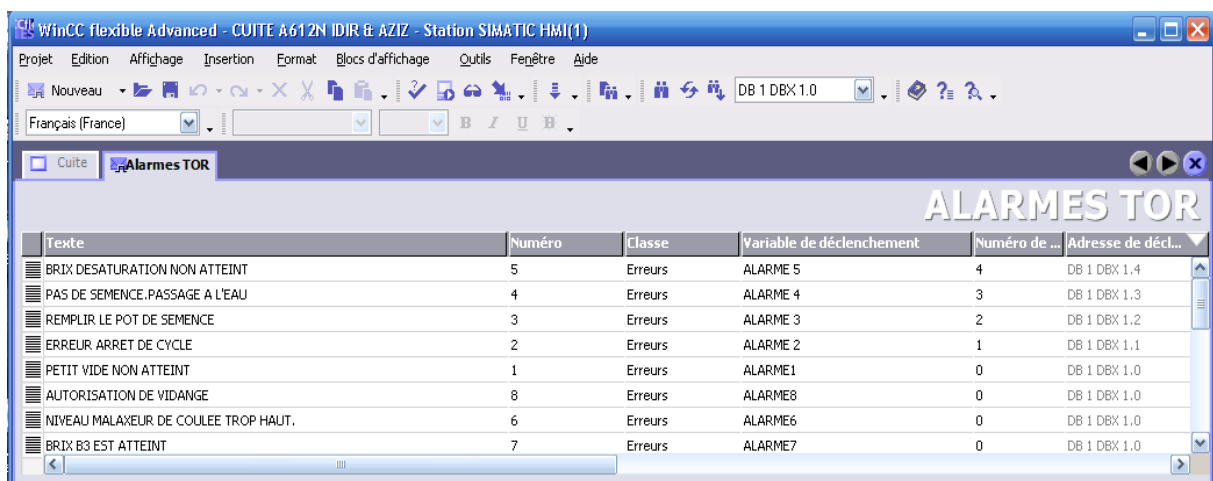 WinCC flexible Advanced - CUITE A612N IDIR & AZIZ - Station SIMATIC HMI(1)
Projet Edition Affichage Insertion Format Blocs d'affichage Outils Fenêtre Aide
Nouveau DB 1 DBX 1.0
Français (France) B I U
Cuite Alarmes TOR
ALARMES TOR
Texte Numéro Classe Variable de déclenchement Numéro de ... Adresse de décl...
BRIX DESATURATION NON ATTEINT 5 Erreurs ALARME 5 4 DB 1 DBX 1.4
PAS DE SEMENCE.PASSAGE A L'EAU 4 Erreurs ALARME 4 3 DB 1 DBX 1.3
REMPLIR LE POT DE SEMENCE 3 Erreurs ALARME 3 2 DB 1 DBX 1.2
ERREUR ARRET DE CYCLE 2 Erreurs ALARME 2 1 DB 1 DBX 1.1
PETIT VIDE NON ATTEINT 1 Erreurs ALARME1 0 DB 1 DBX 1.0
AUTORISATION DE VIDANGE 8 Erreurs ALARME8 0 DB 1 DBX 1.0
NIVEAU MALAXEUR DE COULEE TROP HAUT. 6 Erreurs ALARME6 0 DB 1 DBX 1.0
BRIX B3 EST ATTEINT 7 Erreurs ALARME7 0 DB 1 DBX 1.0